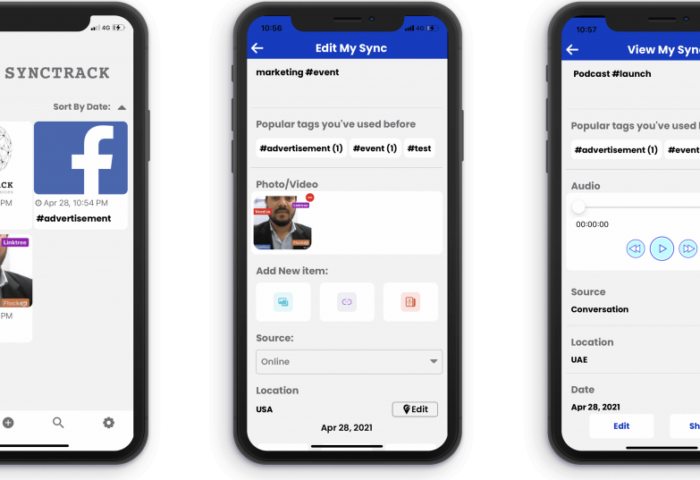 4G
SYNCTRACK
Sort By Date:
CK
PM
Apr 28, 10:54 PM
#advertisement
Linktree
PM
10:56
4G
Edit My Sync
marketing #event
Popular tags you've used before
#advertisement (1) #event (1) #test
Photo/Video
Linktree
Add New item:
Source:
Online
Location
USA
Edit
Apr 28, 2021
10:57
View My Sync
Podcast #launch
Popular tags you've used
#advertisement (1) #event
Audio
00:00:00
Source
Conversation
Location
UAE
Date
Apr 28, 2021
Edit
Sh